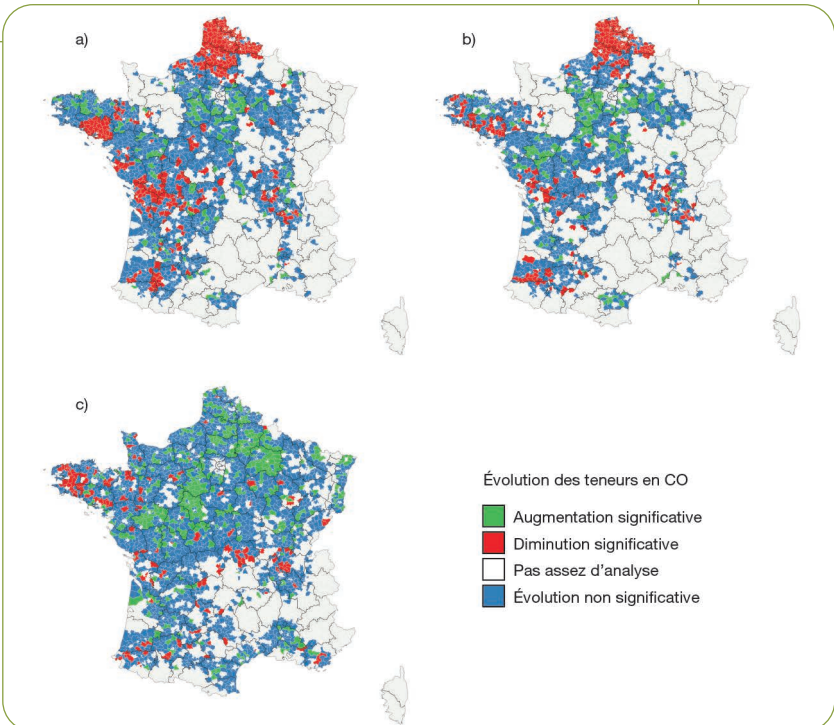 a)
b)
c)
Évolution des teneurs en CO
Augmentation significative
Diminution significative
Pas assez d'analyse
Évolution non significative